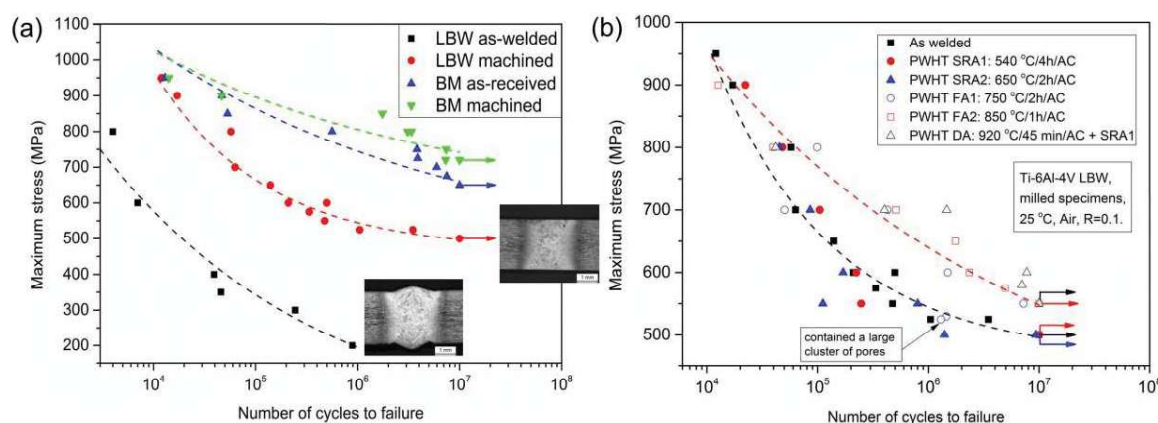 (a)
1100
1000
900
800
700
600
500
400
300
200
Maximum stress (MPa)
LBW as-welded
LBW machined
BM as-received
BM machined
1 mm
1 mm
10⁴
10⁵
10⁶
10⁷
10⁸
Number of cycles to failure
(b)
1000
900
800
700
600
500
Maximum stress (MPa)
As welded
PWHT SRA1: 540 °C/4h/AC
PWHT SRA2: 650 °C/2h/AC
PWHT FA1: 750 °C/2h/AC
PWHT FA2: 850 °C/1h/AC
PWHT DA: 920 °C/45 min/AC + SRA1
Ti-6Al-4V LBW,
milled specimens,
25 °C, Air, R=0.1.
contained a large
cluster of pores
10⁴
10⁵
10⁶
10⁷
10⁸
Number of cycles to failure